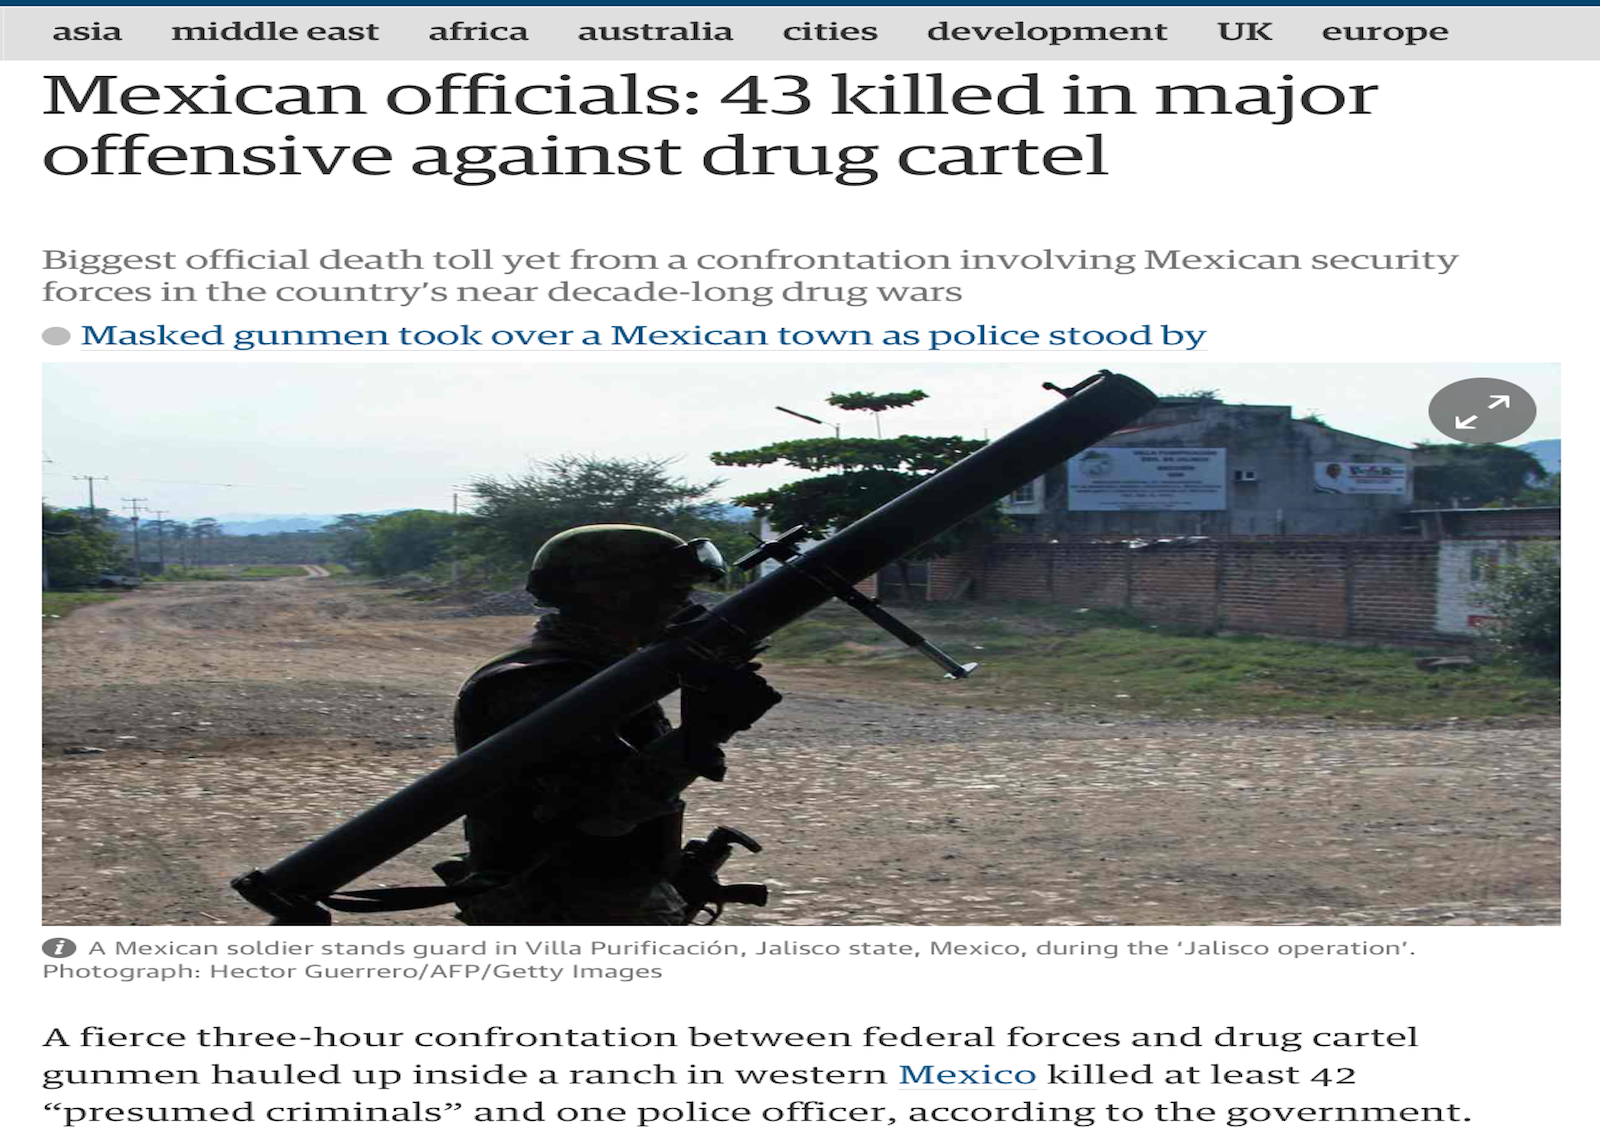 asia middle east africa australia cities development UK europe
Mexican officials: 43 killed in major
offensive against drug cartel
Biggest official death toll yet from a confrontation involving Mexican security
forces in the country’s near decade-long drug wars
Masked gunmen took over a Mexican town as police stood by
VILLA PURIFICACIÓN
A Mexican soldier stands guard in Villa Purificación, Jalisco state, Mexico, during the ‘Jalisco operation’.
Photograph: Hector Guerrero/AFP/Getty Images
A fierce three-hour confrontation between federal forces and drug cartel
gunmen hauled up inside a ranch in western Mexico killed at least 42
“presumed criminals” and one police officer, according to the government.